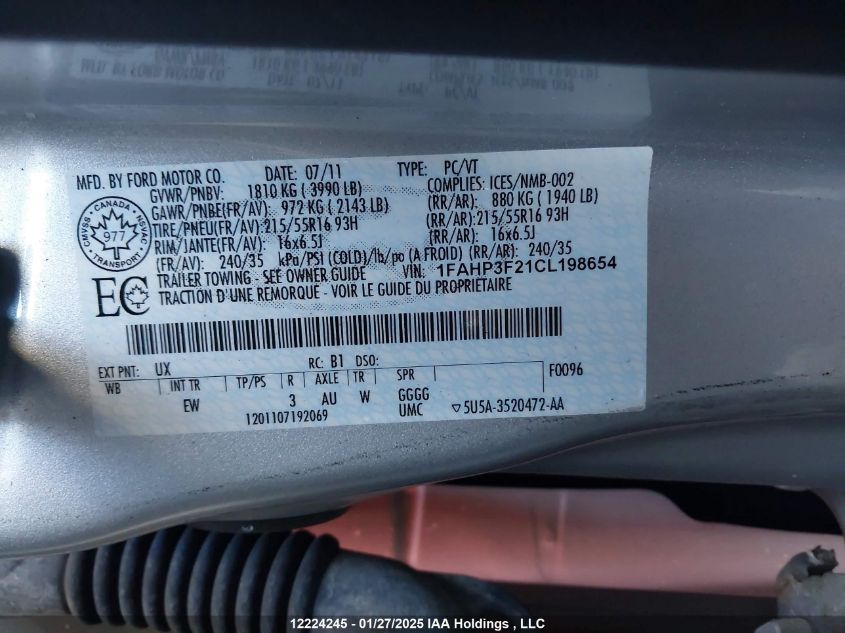 MFD. BY FORD MOTOR CO. DATE: 07/11 TYPE: PC/VT
GVWR/PNBV: 1810 KG ( 3990 LB) COMPLIES: ICES/NMB-002
GAWR/PNBE(FR/AV): 972 KG ( 2143 LB) (RR/AR): 880 KG ( 1940 LB)
TIRE/PNEU(FR/AV): 215/55R16 93H (RR/AR): 215/55R16 93H
RIM/JANTE(FR/AV): 16x6.5J (RR/AR): 16x6.5J
(FR/AV): 240/35 kPa/PSI (COLD)/lb/po (A FROID) (RR/AR): 240/35
TRAILER TOWING - SEE OWNER GUIDE VIN: 1FAHP3F21CL198654
TRACTION D'UNE REMORQUE - VOIR LE GUIDE DU PROPRIÉTAIRE
CANADA
CMVSS NSVAC
977
TRANSPORT
EC
EXT PNT: UX RC: B1 DSO: F0096
WB INT TR TP/PS R AXLE TR SPR
EW 3 AU W GGGG
1201107192069 UMC ▽5U5A-3520472-AA
12224245 - 01/27/2025 IAA Holdings , LLC